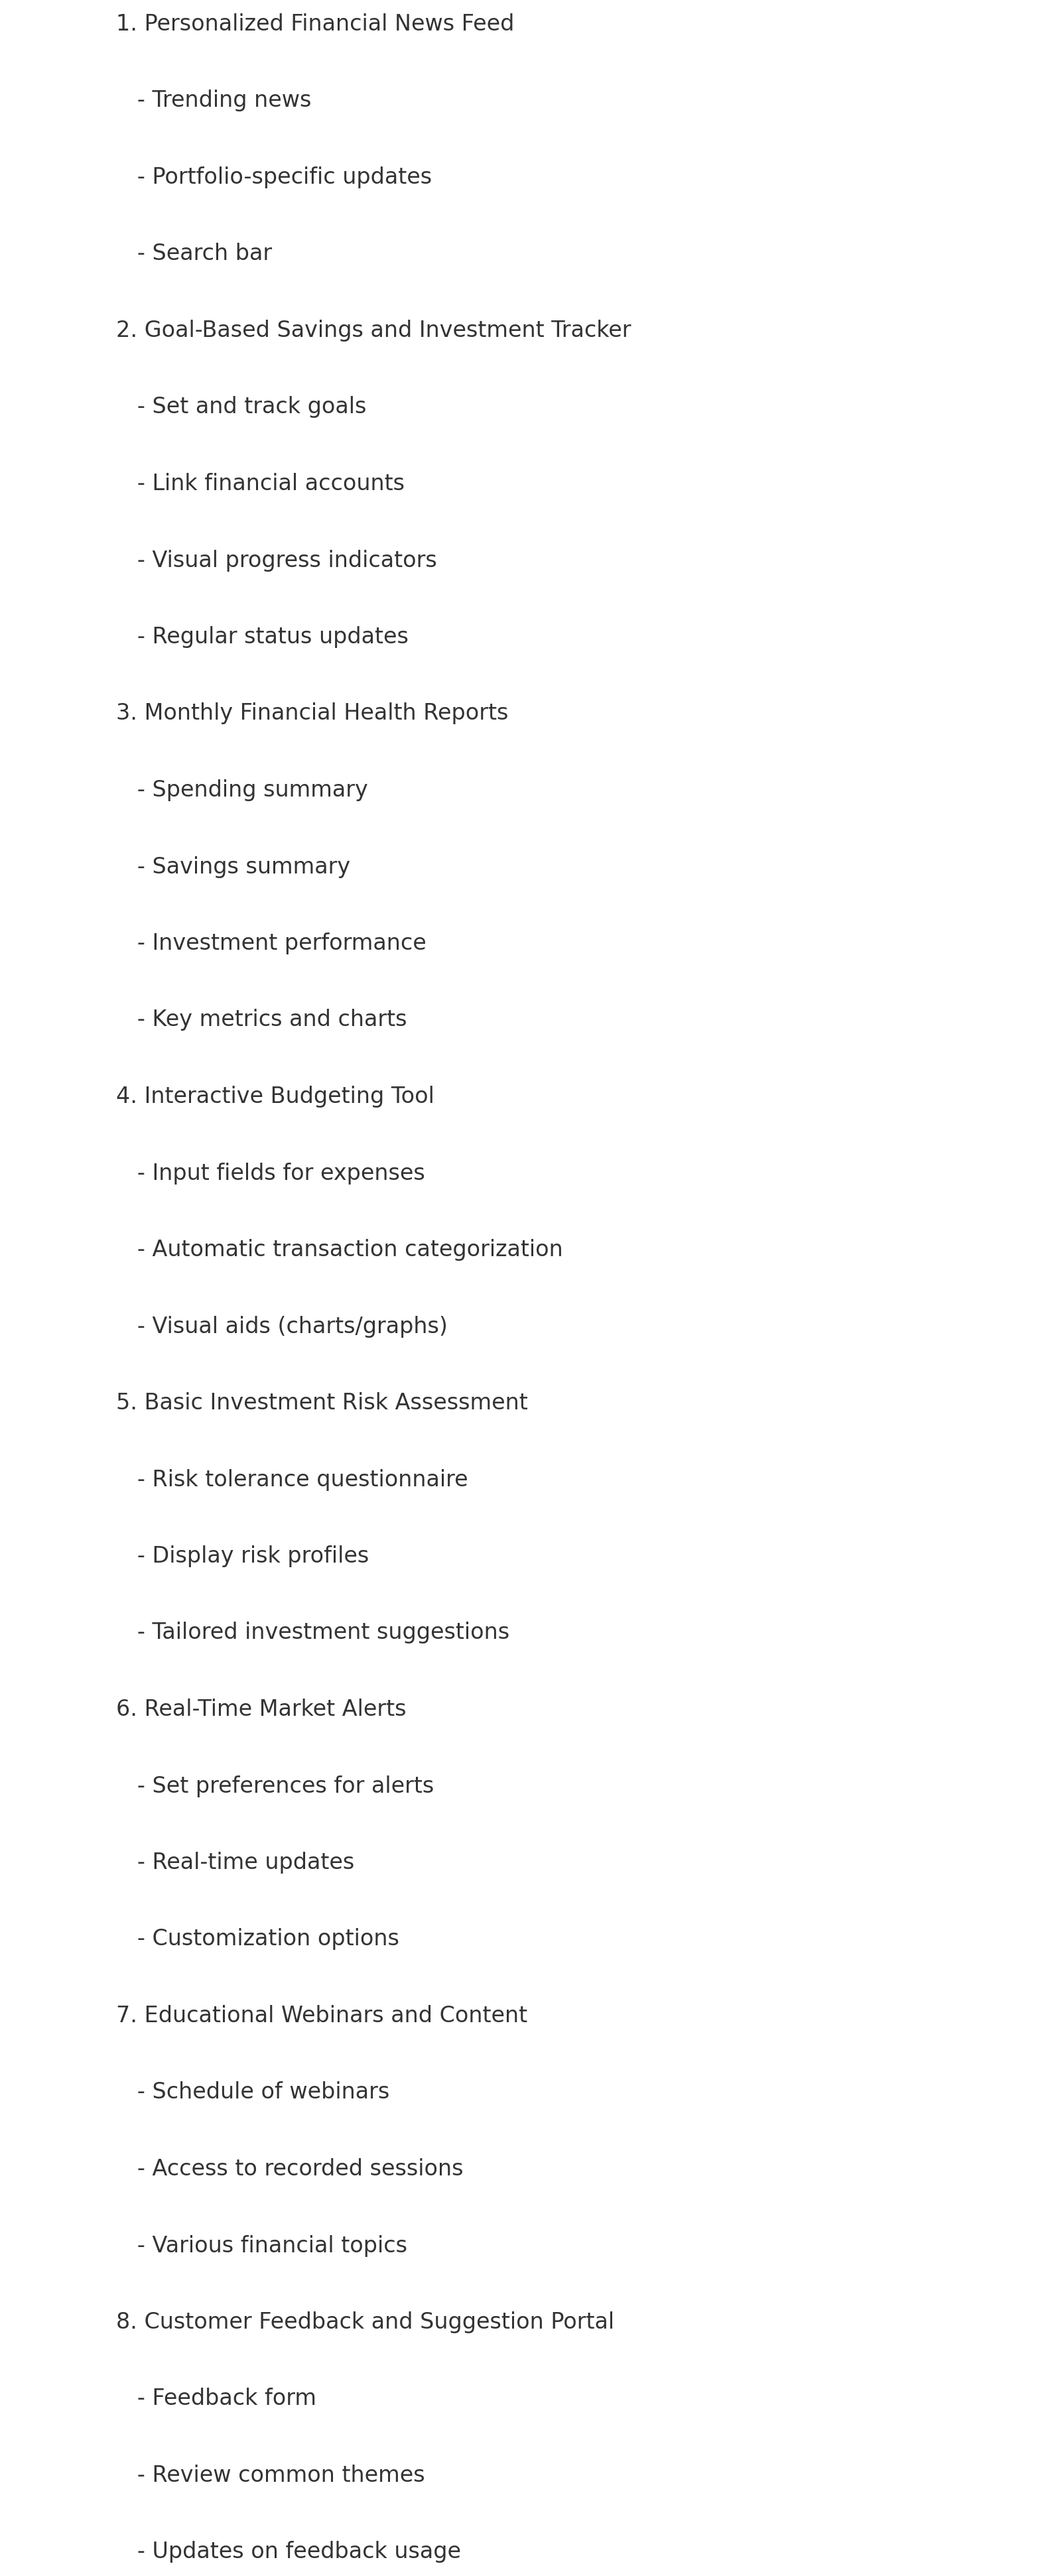 1. Personalized Financial News Feed
- Trending news
- Portfolio-specific updates
- Search bar
2. Goal-Based Savings and Investment Tracker
- Set and track goals
- Link financial accounts
- Visual progress indicators
- Regular status updates
3. Monthly Financial Health Reports
- Spending summary
- Savings summary
- Investment performance
- Key metrics and charts
4. Interactive Budgeting Tool
- Input fields for expenses
- Automatic transaction categorization
- Visual aids (charts/graphs)
5. Basic Investment Risk Assessment
- Risk tolerance questionnaire
- Display risk profiles
- Tailored investment suggestions
6. Real-Time Market Alerts
- Set preferences for alerts
- Real-time updates
- Customization options
7. Educational Webinars and Content
- Schedule of webinars
- Access to recorded sessions
- Various financial topics
8. Customer Feedback and Suggestion Portal
- Feedback form
- Review common themes
- Updates on feedback usage